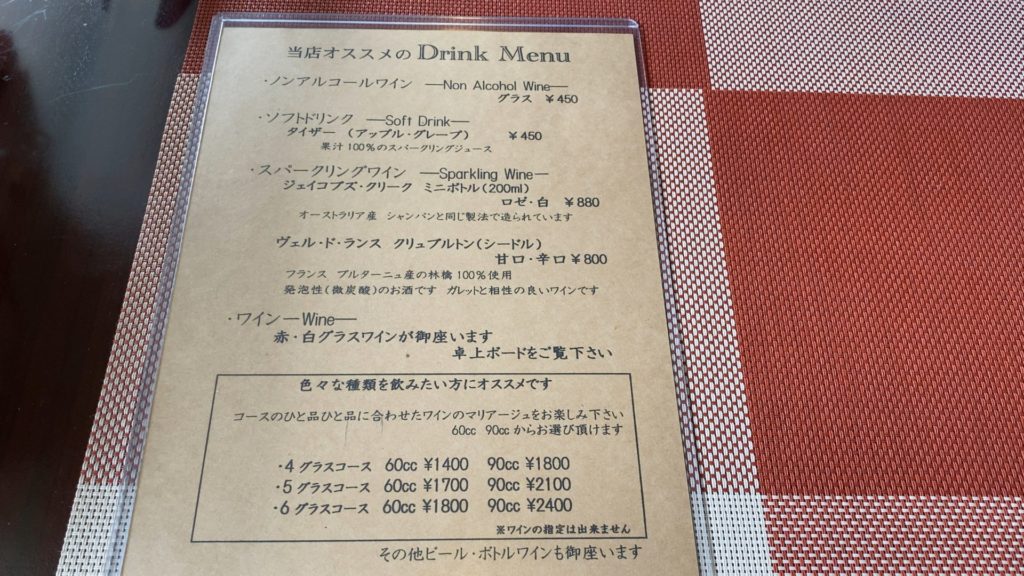 当店オススメの Drink Menu
・ノンアルコールワイン ―Non Alcohol Wine―
グラス ¥450
・ソフトドリンク ―Soft Drink―
タイザー (アップル・グレープ) ¥450
果汁100%のスパークリングジュース
・スパークリングワイン ―Sparkling Wine―
ジェイコブズ・クリーク ミニボトル(200ml)
ロゼ・白 ¥880
オーストラリア産 シャンパンと同じ製法で造られています
ヴェル・ド・ランス クリュブルトン(シードル)
甘口・辛口¥800
フランス ブルターニュ産の林檎100%使用
発泡性(微炭酸)のお酒です ガレットと相性の良いワインです
・ワイン ―Wine―
赤・白グラスワインが御座います
卓上ボードをご覧下さい
色々な種類を飲みたい方にオススメです
コースのひと品ひと品に合わせたワインのマリアージュをお楽しみ下さい
60cc 90ccからお選び頂けます
・4グラスコース 60cc ¥1400 90cc ¥1800
・5グラスコース 60cc ¥1700 90cc ¥2100
・6グラスコース 60cc ¥1800 90cc ¥2400
※ワインの指定は出来ません
その他ビール・ボトルワインも御座います